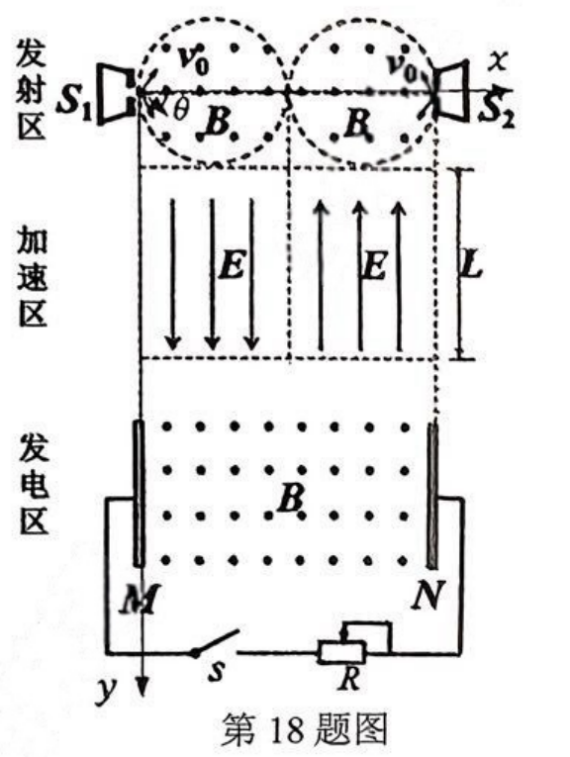 发射区
v₀ v₀ x
S₁ θ B B S₂
加速区
E E L
发电区
B
M N
s R
y
第 18 题图